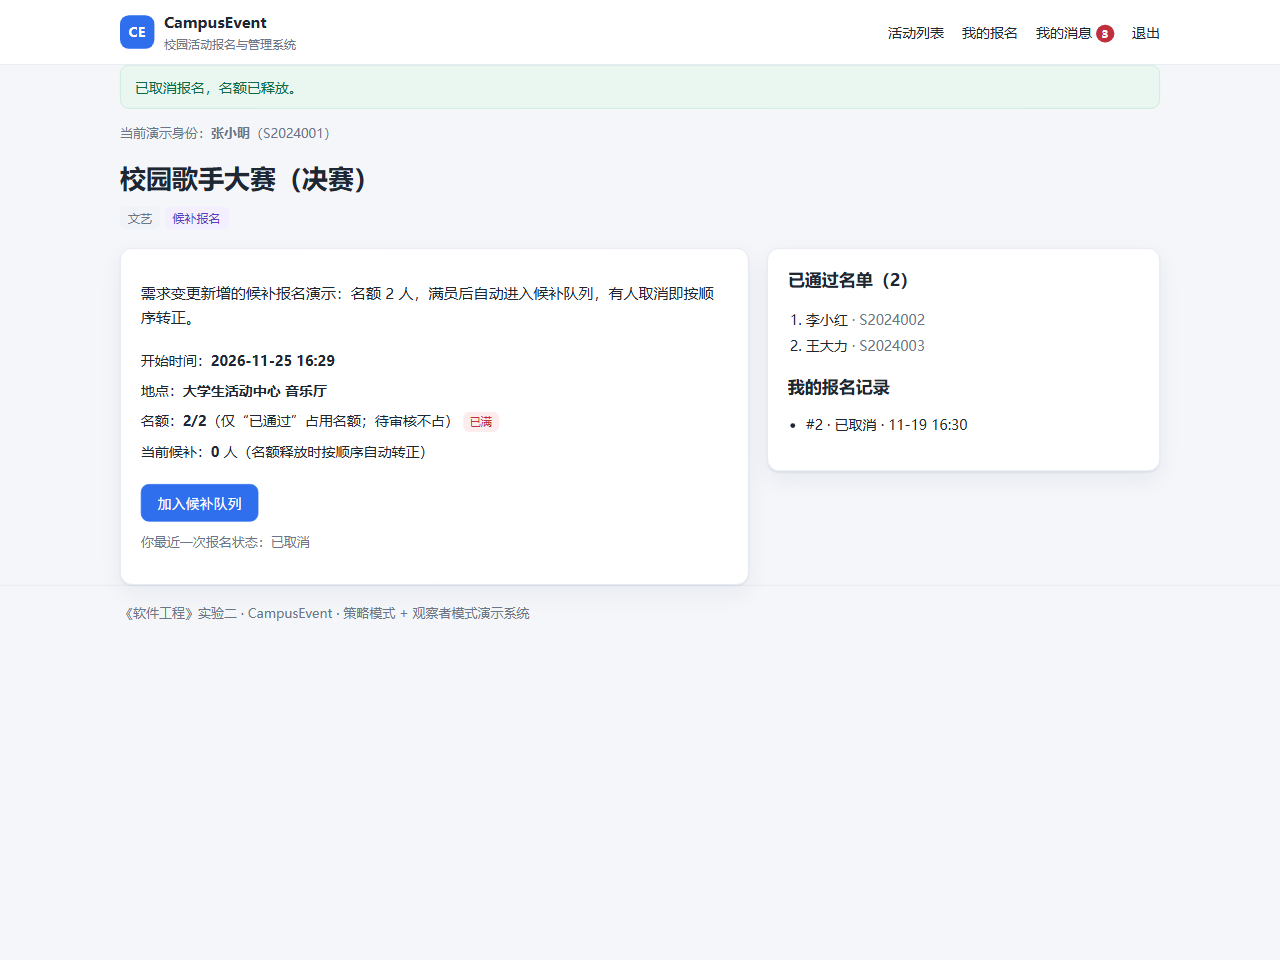 CE
CampusEvent
校园活动报名与管理系统
活动列表 我的报名 我的消息 3 退出
已取消报名，名额已释放。
当前演示身份：张小明（S2024001）
校园歌手大赛（决赛）
文艺 候补报名
需求变更新增的候补报名演示：名额 2 人，满员后自动进入候补队列，有人取消即按顺
序转正。
开始时间：2026-11-25 16:29
地点：大学生活动中心 音乐厅
名额：2/2（仅“已通过”占用名额；待审核不占） 已满
当前候补：0 人（名额释放时按顺序自动转正）
加入候补队列
你最近一次报名状态：已取消
已通过名单（2）
1. 李小红 · S2024002
2. 王大力 · S2024003
我的报名记录
• #2 · 已取消 · 11-19 16:30
《软件工程》实验二 · CampusEvent · 策略模式 + 观察者模式演示系统